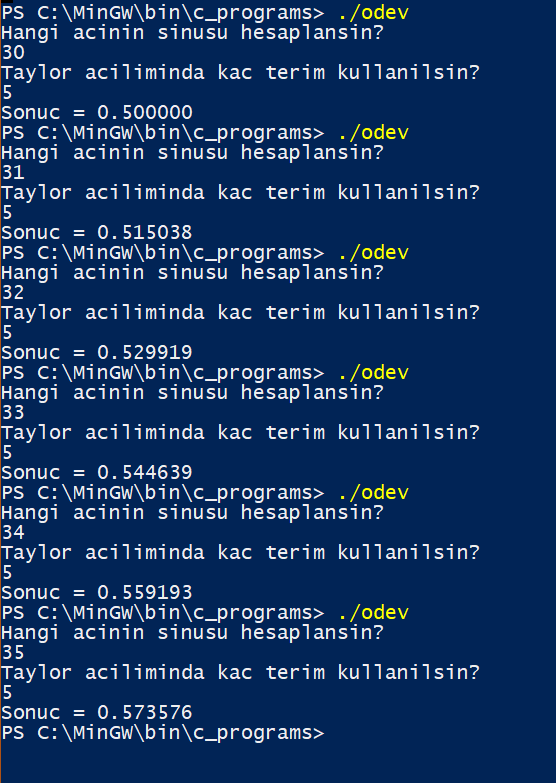 PS C:\MinGW\bin\c_programs> ./odev
Hangi acinin sinusu hesaplansin?
30
Taylor aciliminda kac terim kullanilsin?
5
Sonuc = 0.500000
PS C:\MinGW\bin\c_programs> ./odev
Hangi acinin sinusu hesaplansin?
31
Taylor aciliminda kac terim kullanilsin?
5
Sonuc = 0.515038
PS C:\MinGW\bin\c_programs> ./odev
Hangi acinin sinusu hesaplansin?
32
Taylor aciliminda kac terim kullanilsin?
5
Sonuc = 0.529919
PS C:\MinGW\bin\c_programs> ./odev
Hangi acinin sinusu hesaplansin?
33
Taylor aciliminda kac terim kullanilsin?
5
Sonuc = 0.544639
PS C:\MinGW\bin\c_programs> ./odev
Hangi acinin sinusu hesaplansin?
34
Taylor aciliminda kac terim kullanilsin?
5
Sonuc = 0.559193
PS C:\MinGW\bin\c_programs> ./odev
Hangi acinin sinusu hesaplansin?
35
Taylor aciliminda kac terim kullanilsin?
5
Sonuc = 0.573576
PS C:\MinGW\bin\c_programs>